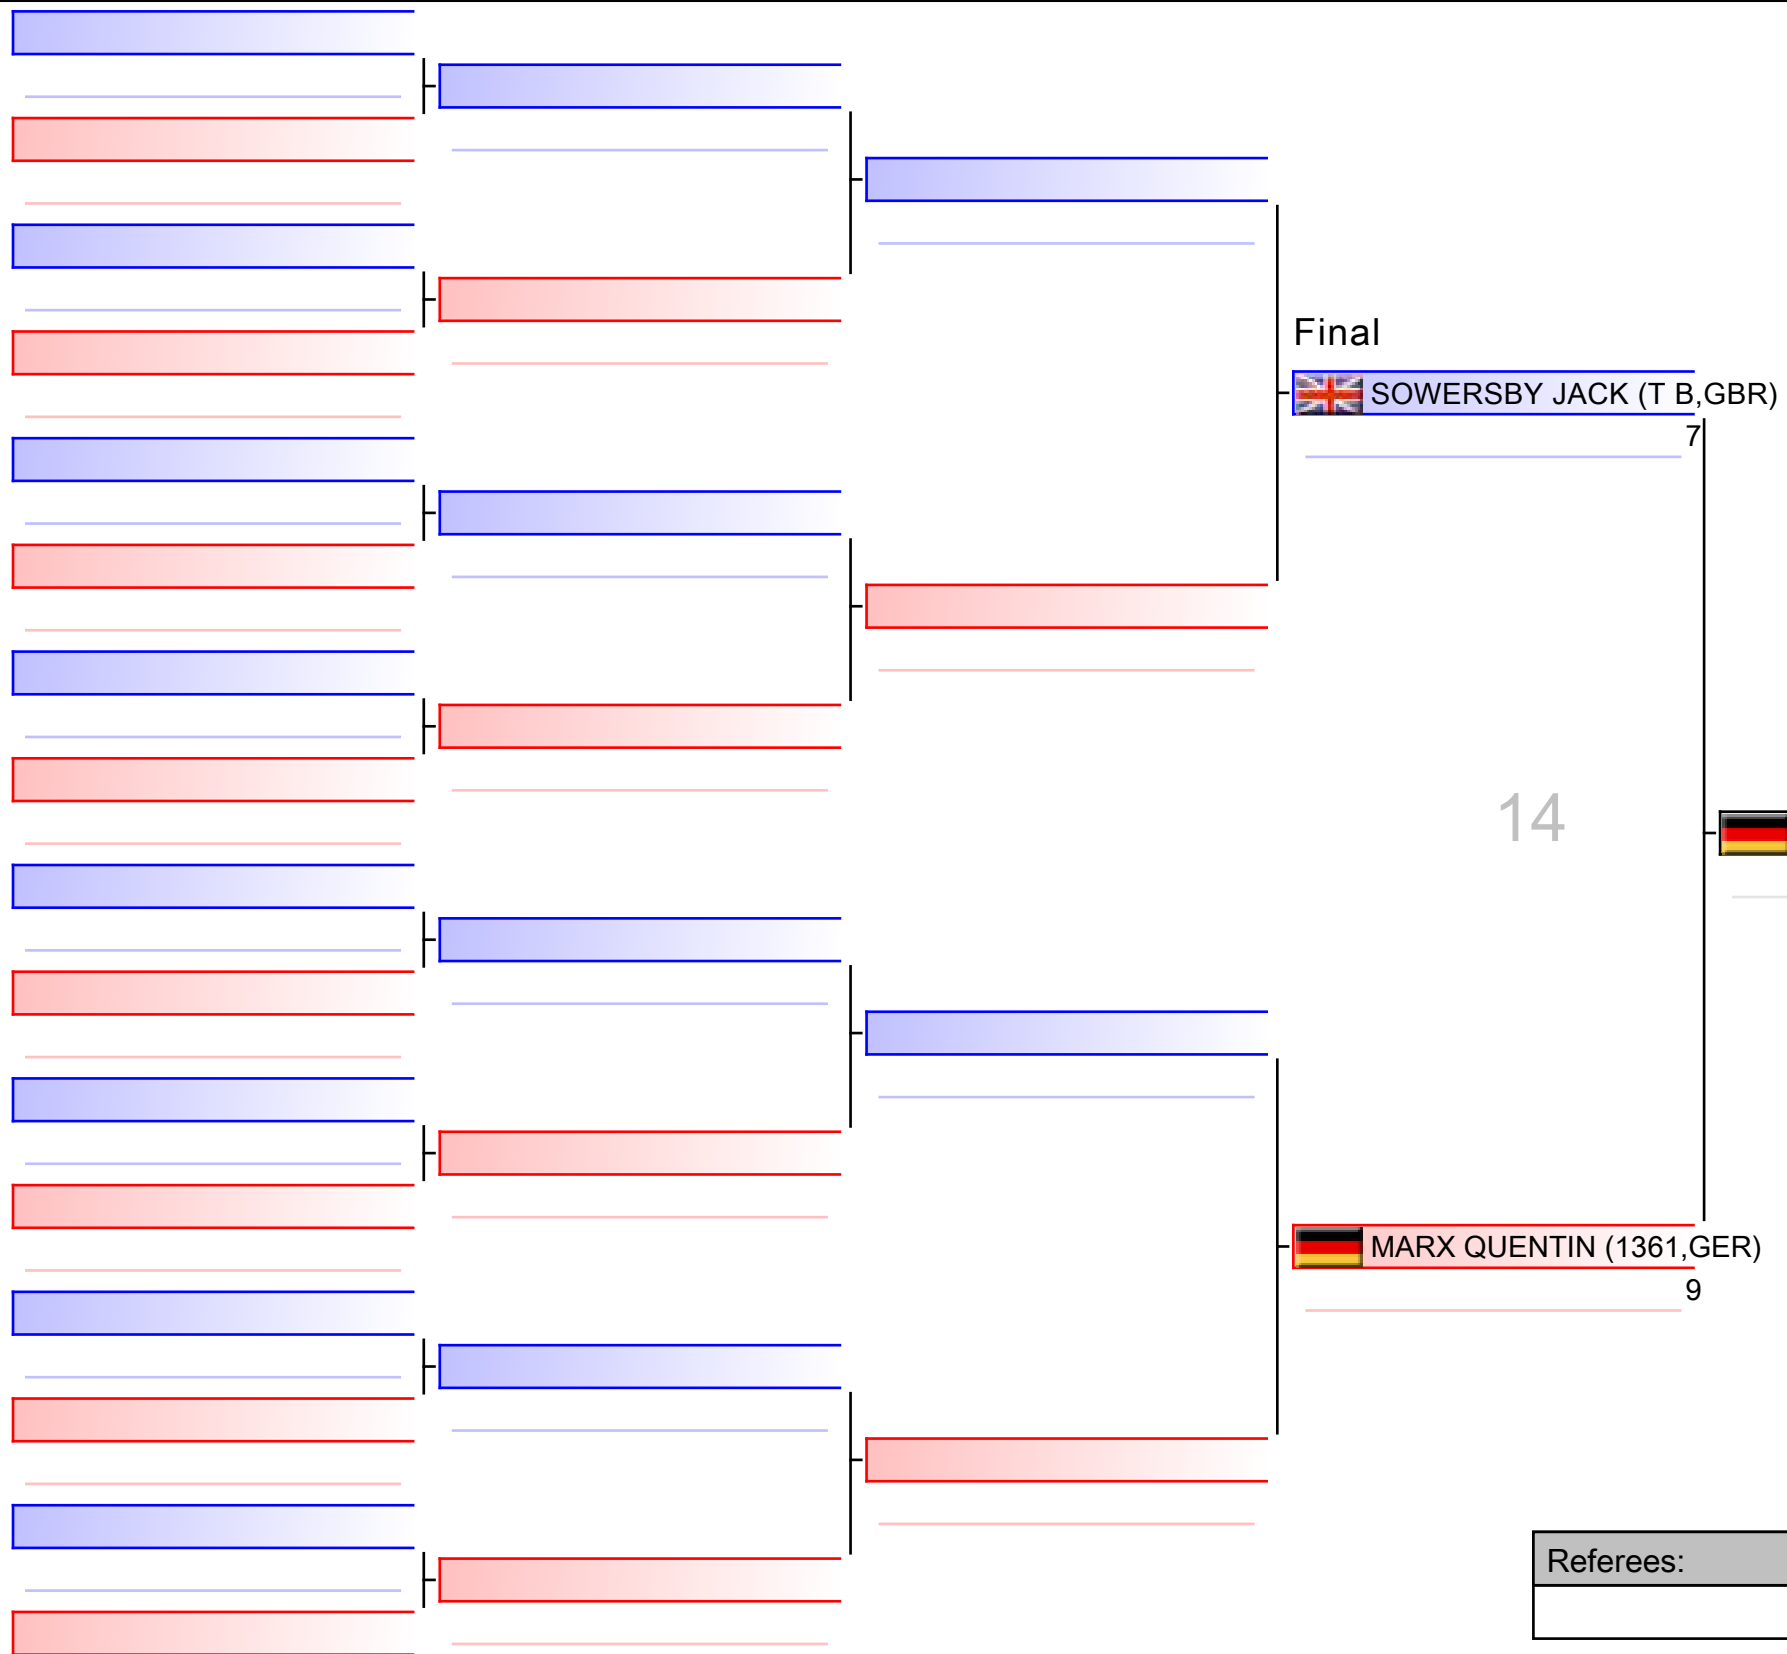 Final
SOWERSBY JACK (T B,GBR)
7
14
MARX QUENTIN (1361,GER)
9
Referees: